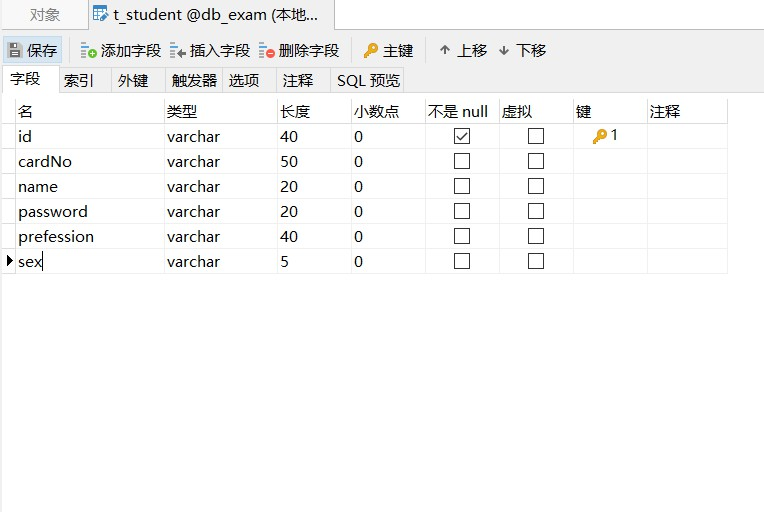 对象 t_student @db_exam (本地...
保存 添加字段 插入字段 删除字段 主键 ↑ 上移 ↓ 下移
字段 索引 外键 触发器 选项 注释 SQL 预览
名 类型 长度 小数点 不是 null 虚拟 键 注释
id varchar 40 0 1
cardNo varchar 50 0
name varchar 20 0
password varchar 20 0
prefession varchar 40 0
sex varchar 5 0